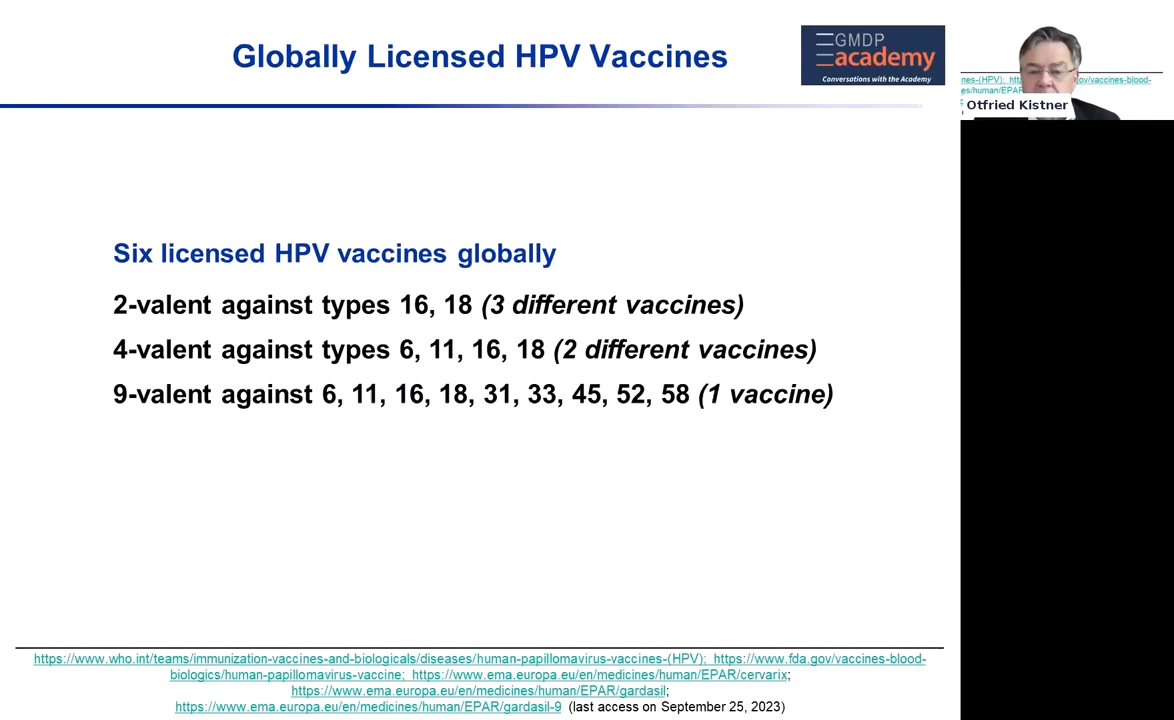 Globally Licensed HPV Vaccines
GMDP
academy
Conversations with the Academy
Otfried Kistner
Six licensed HPV vaccines globally
2-valent against types 16, 18 (3 different vaccines)
4-valent against types 6, 11, 16, 18 (2 different vaccines)
9-valent against 6, 11, 16, 18, 31, 33, 45, 52, 58 (1 vaccine)
https://www.who.int/teams/immunization-vaccines-and-biologicals/diseases/human-papillomavirus-vaccines-(HPV); https://www.fda.gov/vaccines-blood-
biologics/human-papillomavirus-vaccine; https://www.ema.europa.eu/en/medicines/human/EPAR/cervarix;
https://www.ema.europa.eu/en/medicines/human/EPAR/gardasil;
https://www.ema.europa.eu/en/medicines/human/EPAR/gardasil-9 (last access on September 25, 2023)